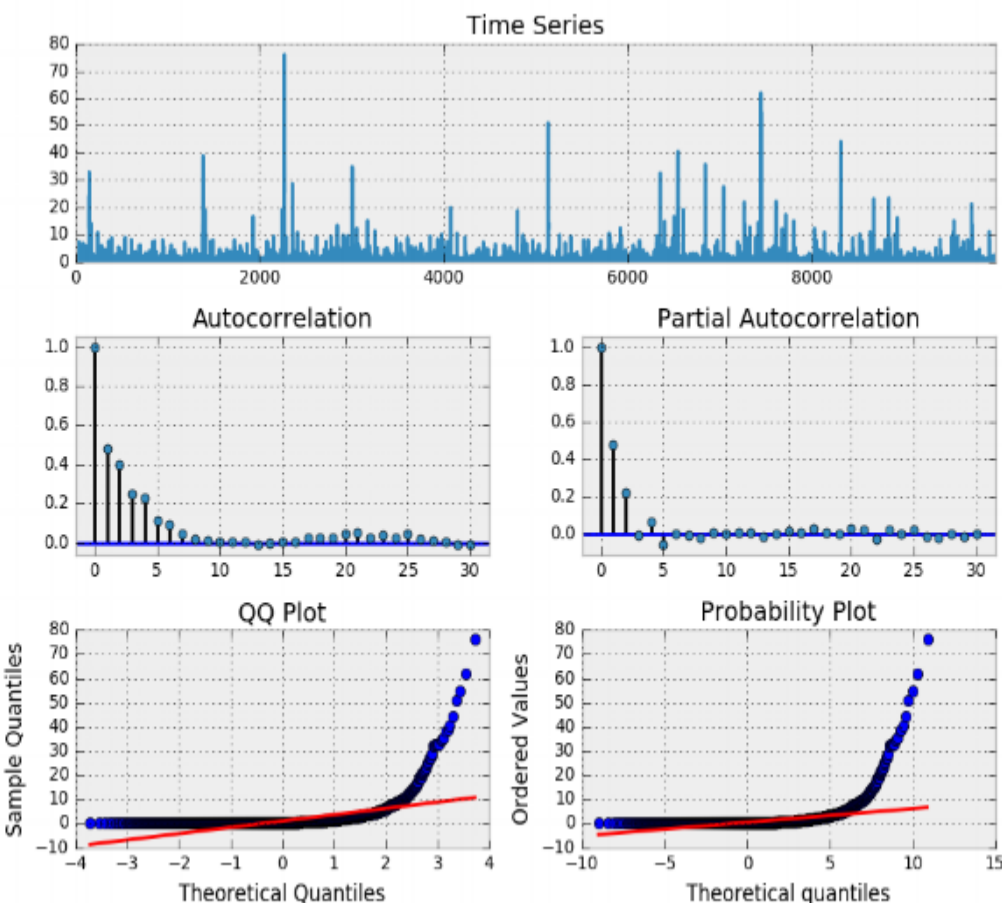 Time Series
80
70
60
50
40
30
20
10
0
0 2000 4000 6000 8000
Autocorrelation
1.0
0.8
0.6
0.4
0.2
0.0
0 5 10 15 20 25 30
Partial Autocorrelation
1.0
0.8
0.6
0.4
0.2
0.0
0 5 10 15 20 25 30
QQ Plot
Sample Quantiles
80
70
60
50
40
30
20
10
0
−10
−4 −3 −2 −1 0 1 2 3 4
Theoretical Quantiles
Probability Plot
Ordered Values
80
70
60
50
40
30
20
10
0
−10
−10 −5 0 5 10 15
Theoretical quantiles